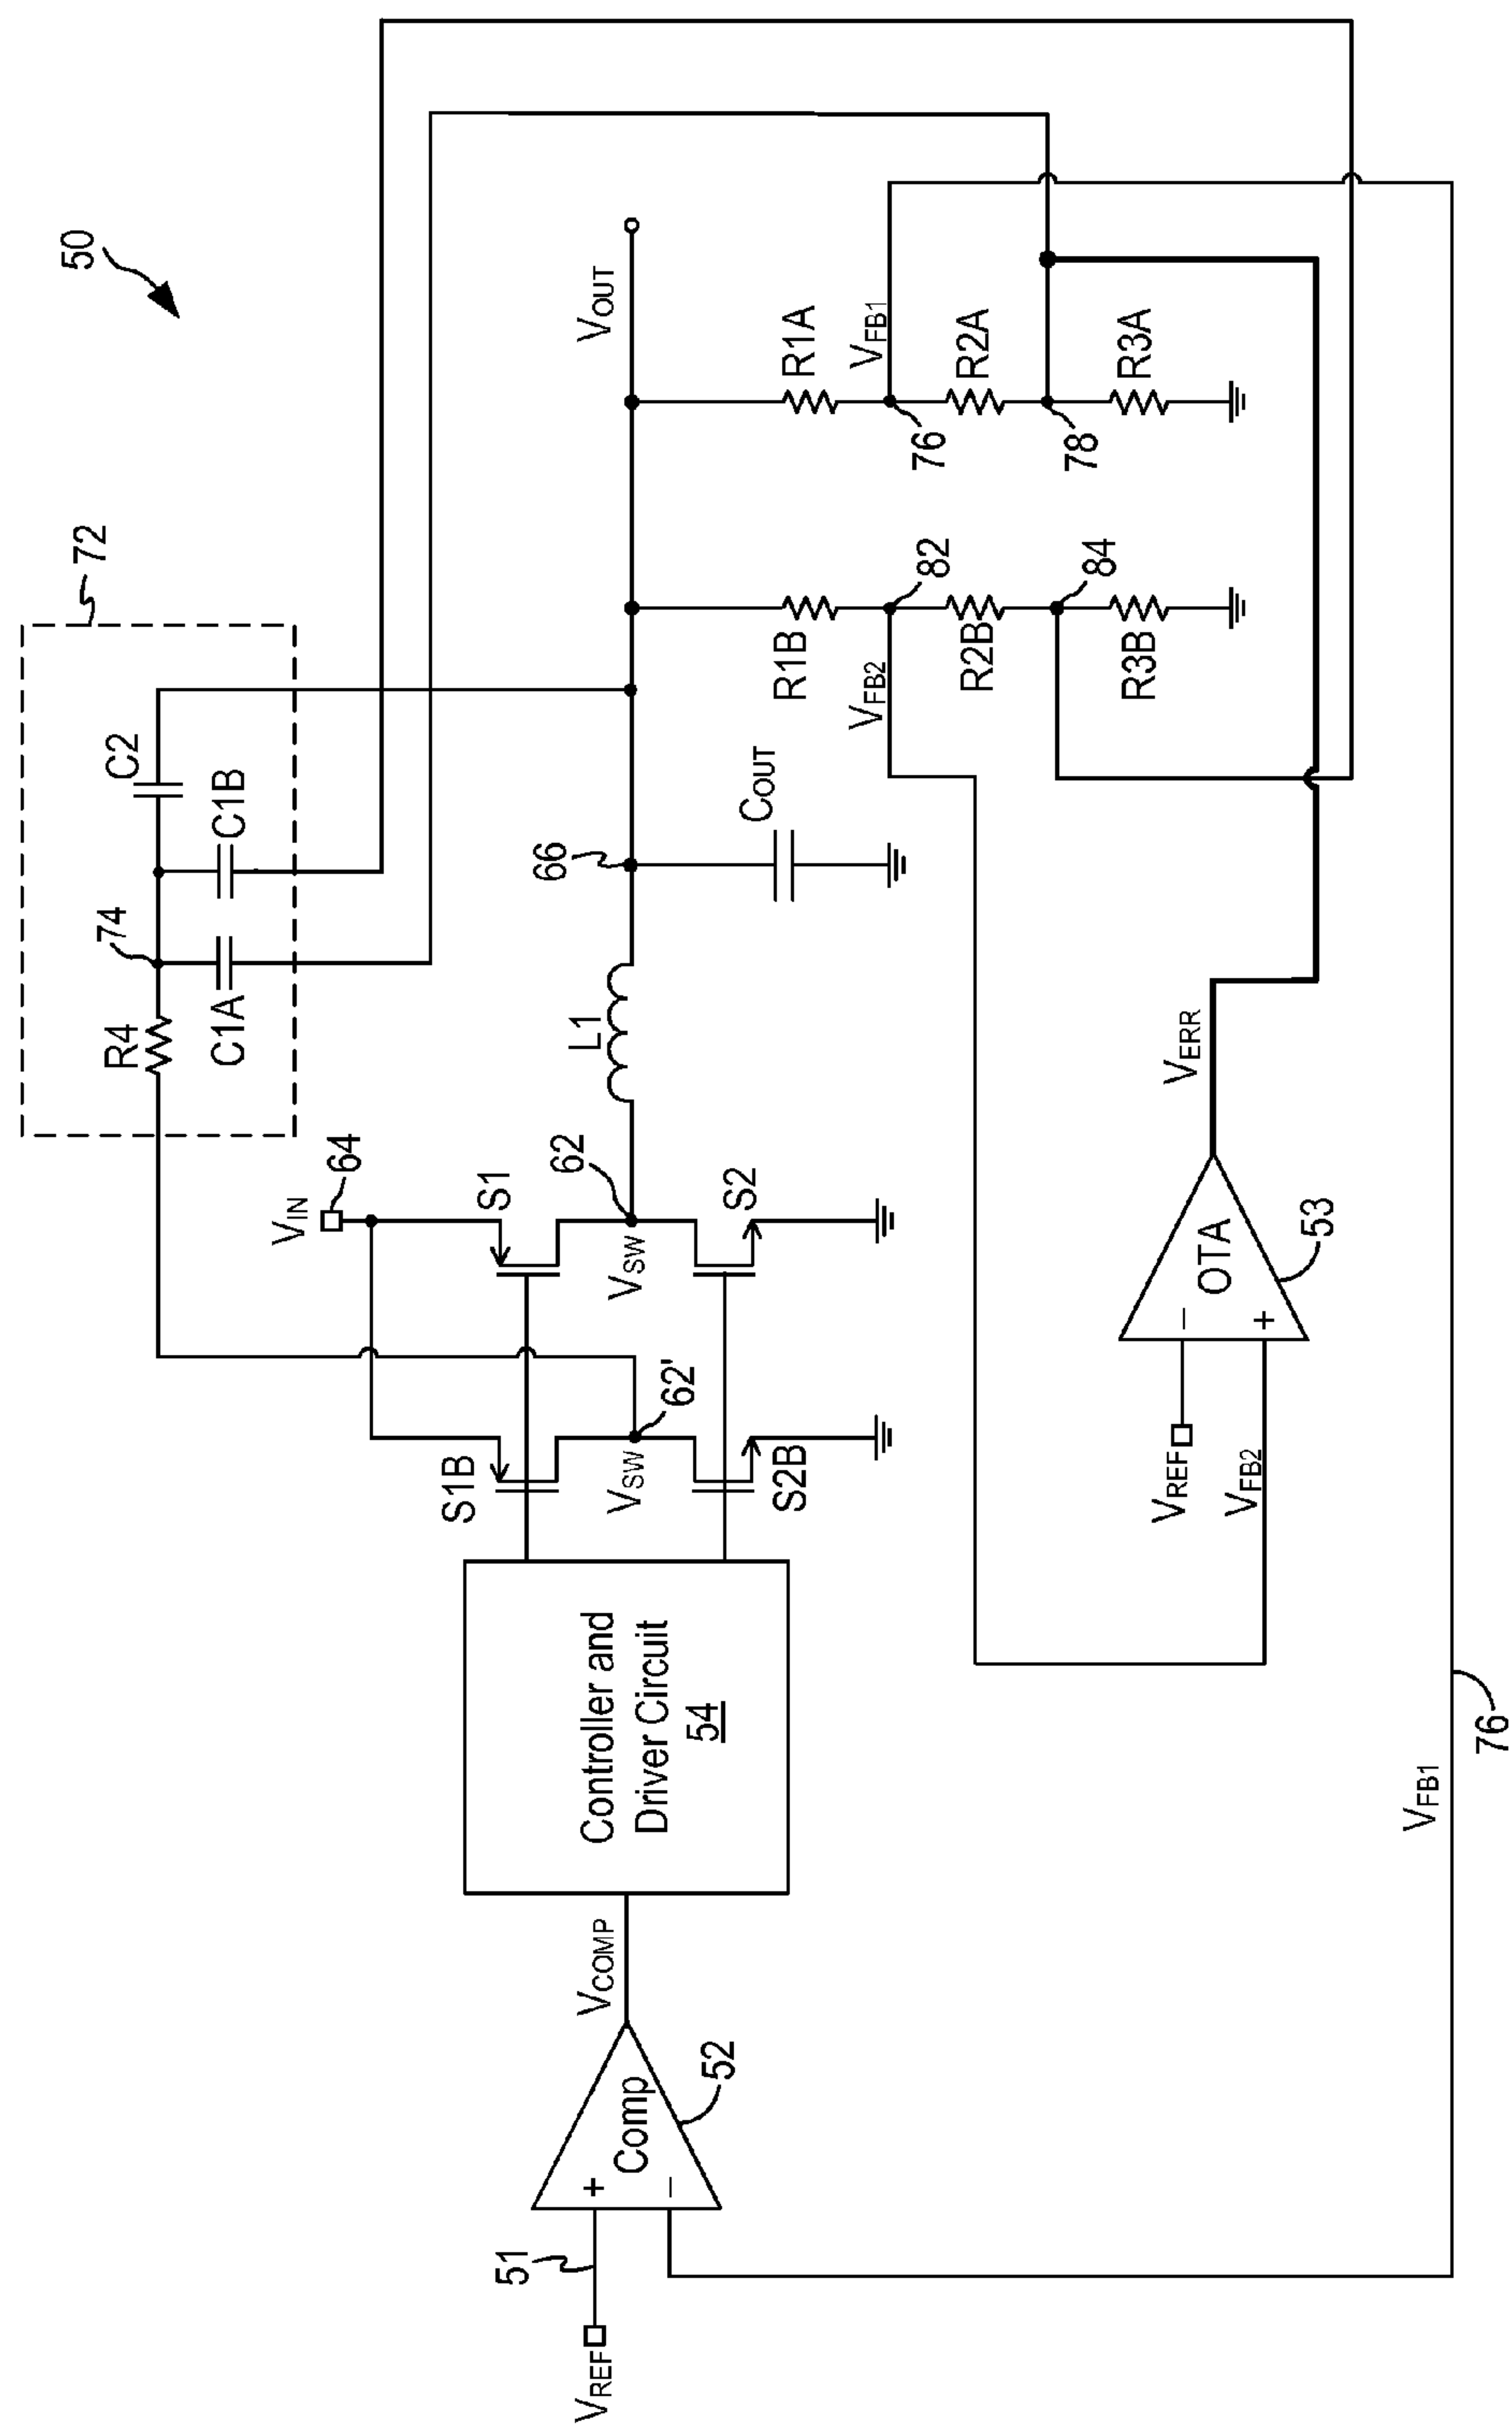 50
72
C2
C1B
74
R4
C1A
VIN
64
S1
62
VSW
S2
L1
66
COUT
VOUT
R1A
VFB1
76
R2A
78
R3A
R1B
82
VFB2
R2B
84
R3B
S1B
VSW
62'
S2B
Controller and
Driver Circuit
54
VCOMP
Comp
+
−
52
51
VREF
VERR
OTA
−
+
53
VREF
VFB2
VFB1
76